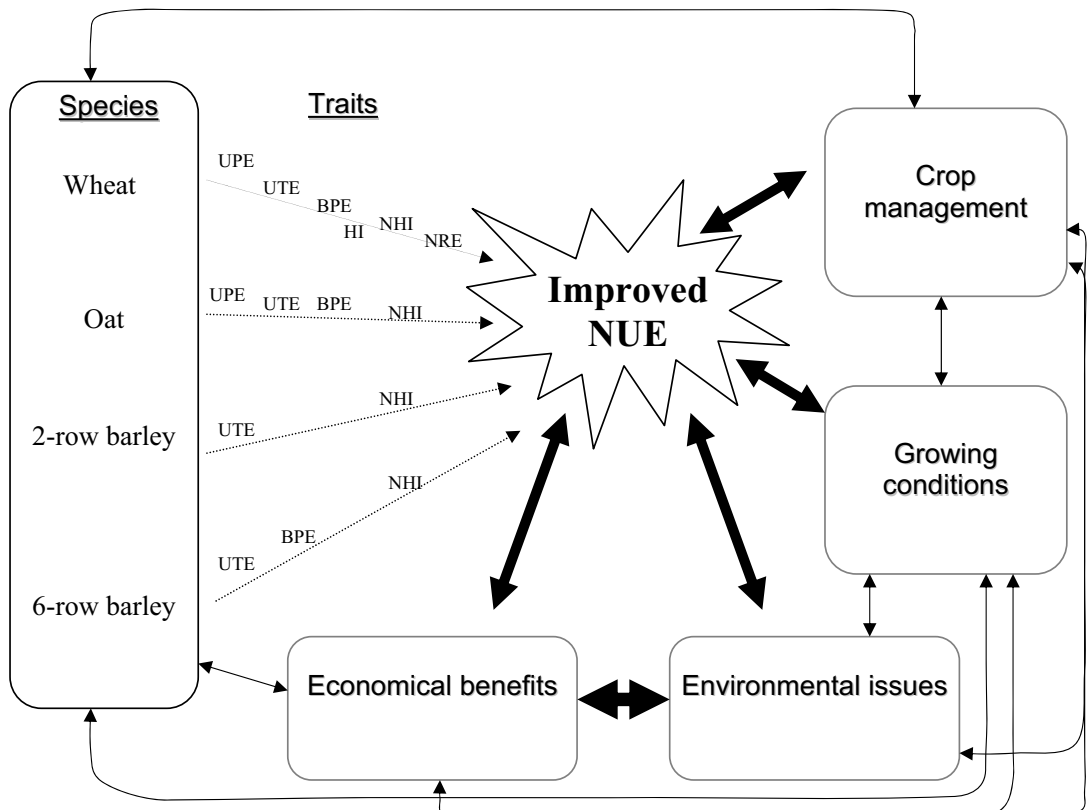 Species
Traits
Wheat
UPE
UTE
BPE
HI
NHI
NRE
Oat
UPE
UTE
BPE
NHI
2-row barley
UTE
NHI
6-row barley
UTE
BPE
NHI
Improved
NUE
Crop
management
Growing
conditions
Economical benefits
Environmental issues